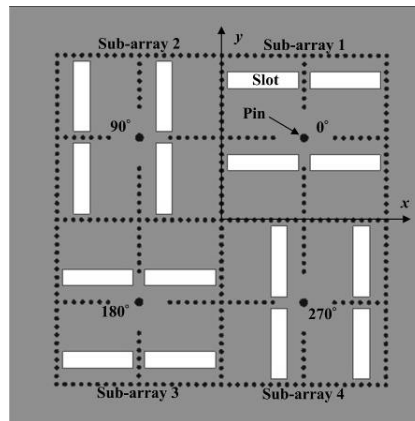 Sub-array 2
y
Sub-array 1
Slot
90°
Pin
0°
x
180°
270°
Sub-array 3
Sub-array 4